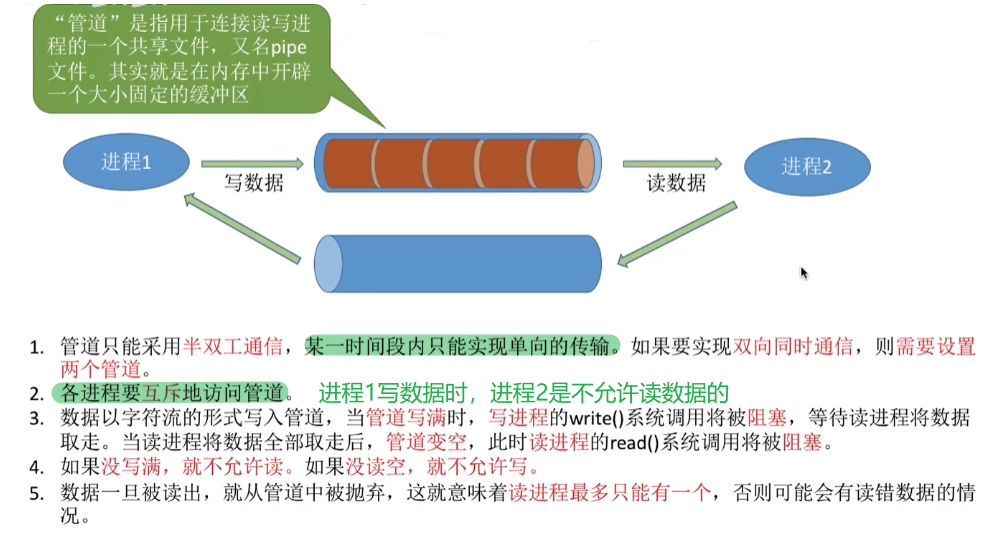 “管道”是指用于连接读写进
程的一个共享文件，又名pipe
文件。其实就是在内存中开辟
一个大小固定的缓冲区
进程1
写数据
读数据
进程2
1. 管道只能采用半双工通信，某一时间段内只能实现单向的传输。如果要实现双向同时通信，则需要设置
两个管道。
2. 各进程要互斥地访问管道。 进程1写数据时，进程2是不允许读数据的
3. 数据以字符流的形式写入管道，当管道写满时，写进程的write()系统调用将被阻塞，等待读进程将数据
取走。当读进程将数据全部取走后，管道变空，此时读进程的read()系统调用将被阻塞。
4. 如果没写满，就不允许读。如果没读空，就不允许写。
5. 数据一旦被读出，就从管道中被抛弃，这就意味着读进程最多只能有一个，否则可能会有读错数据的情
况。